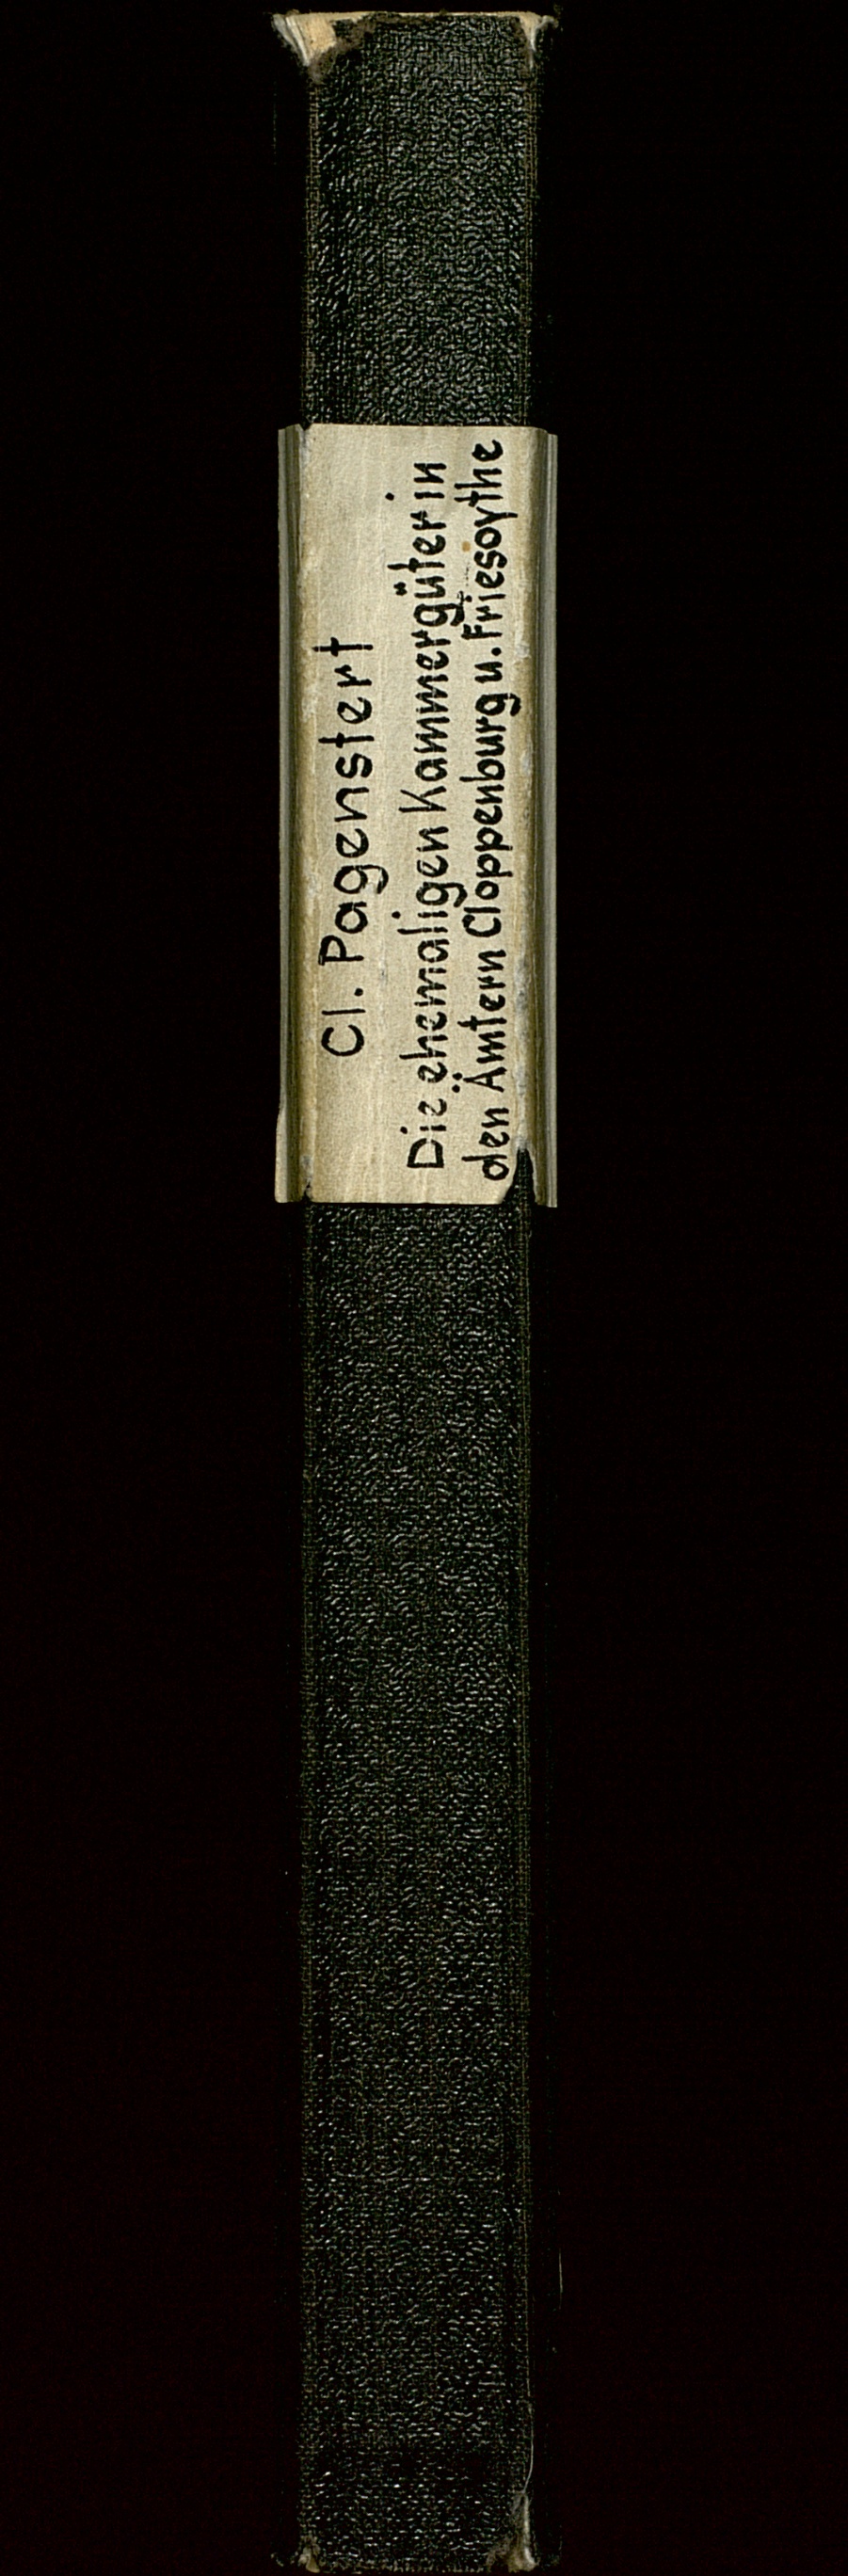 Cl. Pagenstert
Die ehemaligen Kammergüter in
den Ämtern Cloppenburg u. Friesoythe